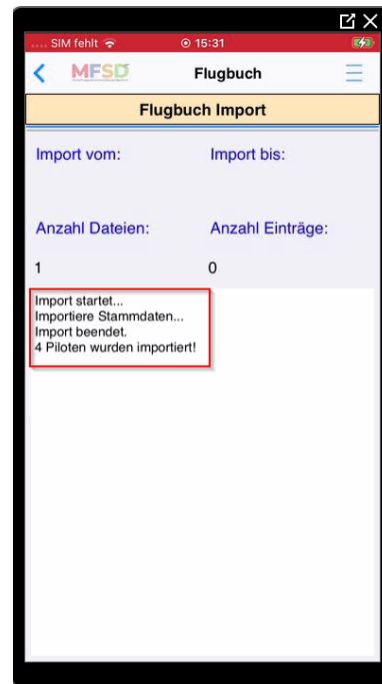 .... SIM fehlt 15:31
MFSD Flugbuch
Flugbuch Import
Import vom: Import bis:
Anzahl Dateien: Anzahl Einträge:
1 0
Import startet...
Importiere Stammdaten...
Import beendet.
4 Piloten wurden importiert!